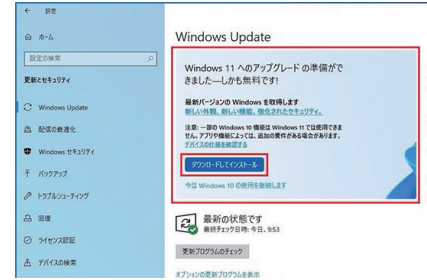 設定
ホーム
設定の検索
更新とセキュリティ
Windows Update
配信の最適化
Windows セキュリティ
バックアップ
トラブルシューティング
回復
ライセンス認証
デバイスの検索
Windows Update
Windows 11 へのアップグレード の準備がで
きました—しかも無料です!
最新バージョンの Windows を取得します
新しい外観、新しい機能、強化されたセキュリティ。
注意: 一部の Windows 10 機能は Windows 11 では使用できま
せん。アプリや機能によっては、追加の要件がある場合があります。
デバイスの仕様を確認する
ダウンロードしてインストール
今は Windows 10 の使用を継続します
最新の状態です
最終チェック日時: 今日、9:53
更新プログラムのチェック
オプションの更新プログラムを表示